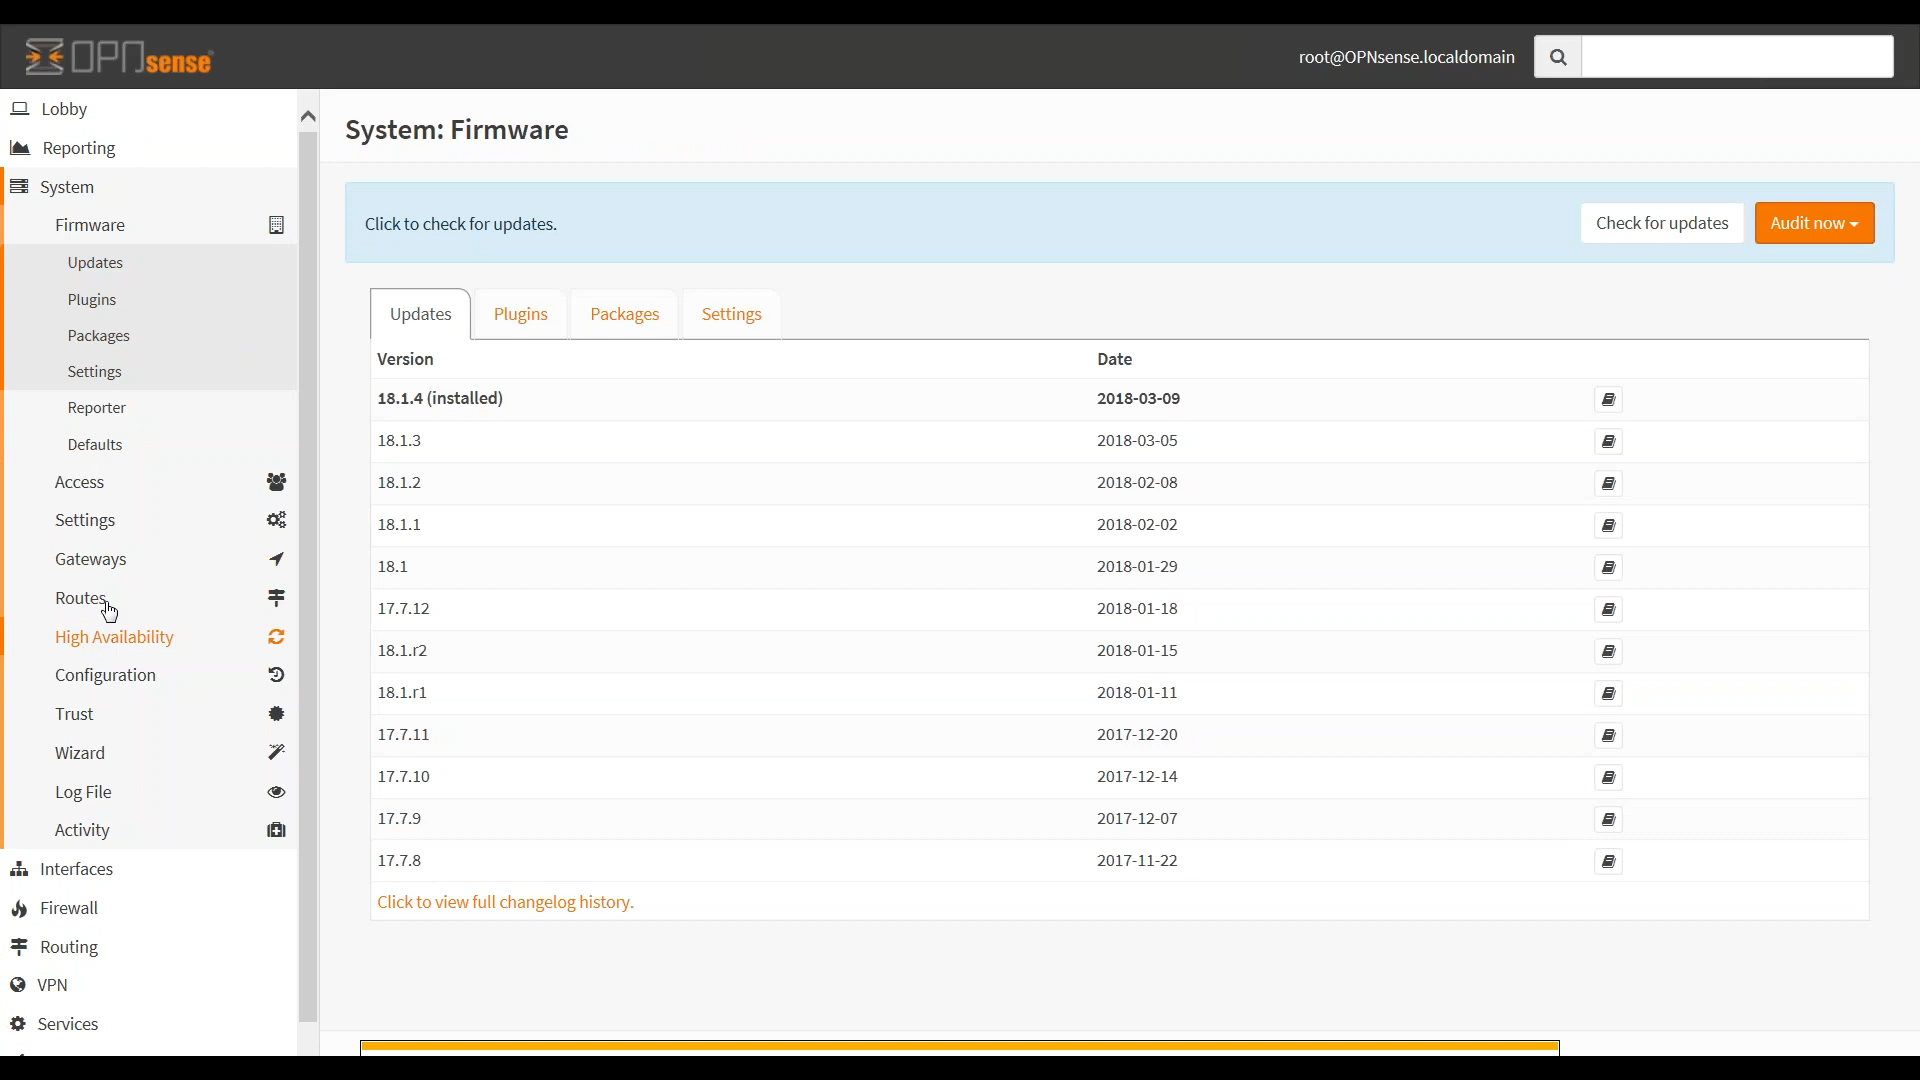 OPNsense
root@OPNsense.localdomain
Lobby
Reporting
System
Firmware
Updates
Plugins
Packages
Settings
Reporter
Defaults
Access
Settings
Gateways
Routes
High Availability
Configuration
Trust
Wizard
Log File
Activity
Interfaces
Firewall
Routing
VPN
Services
System: Firmware
Click to check for updates.
Check for updates
Audit now
Updates Plugins Packages Settings
Version Date
18.1.4 (installed) 2018-03-09
18.1.3 2018-03-05
18.1.2 2018-02-08
18.1.1 2018-02-02
18.1 2018-01-29
17.7.12 2018-01-18
18.1.r2 2018-01-15
18.1.r1 2018-01-11
17.7.11 2017-12-20
17.7.10 2017-12-14
17.7.9 2017-12-07
17.7.8 2017-11-22
Click to view full changelog history.